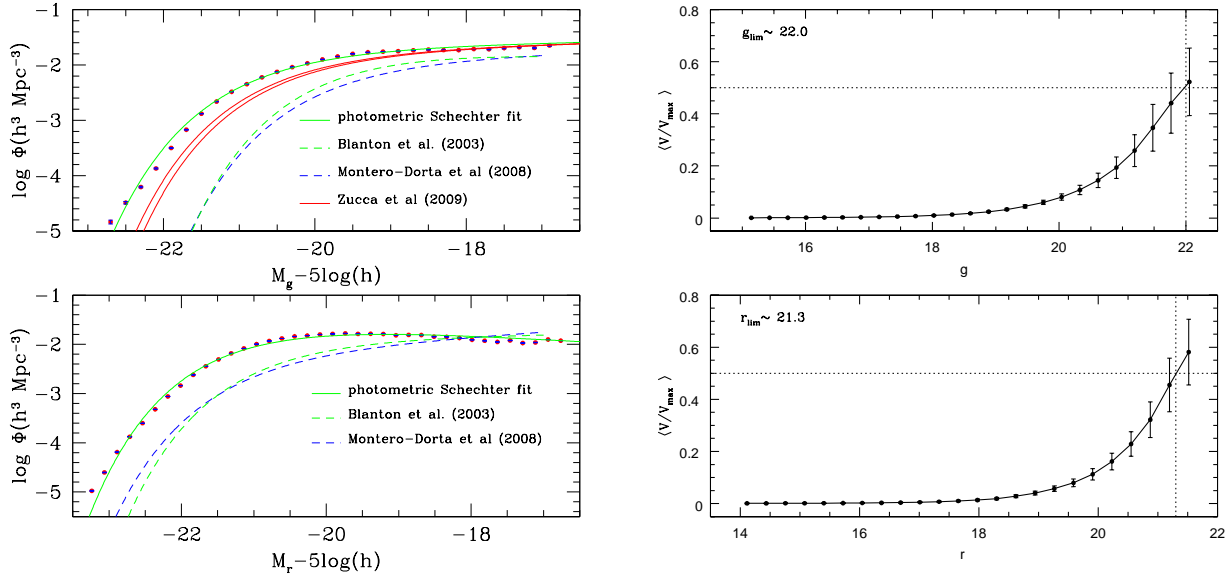 −1
−2
−3
−4
−5
log Φ(h³ Mpc⁻³)
photometric Schechter fit
Blanton et al. (2003)
Montero−Dorta et al (2008)
Zucca et al (2009)
−22
−20
−18
M_g−5log(h)
0.8
0.6
0.4
0.2
0
⟨V/V_max⟩
g_lim~ 22.0
16
18
20
22
g
−1
−2
−3
−4
−5
log Φ(h³ Mpc⁻³)
photometric Schechter fit
Blanton et al. (2003)
Montero−Dorta et al (2008)
−22
−20
−18
M_r−5log(h)
0.8
0.6
0.4
0.2
0
⟨V/V_max⟩
r_lim~ 21.3
14
16
18
20
22
r